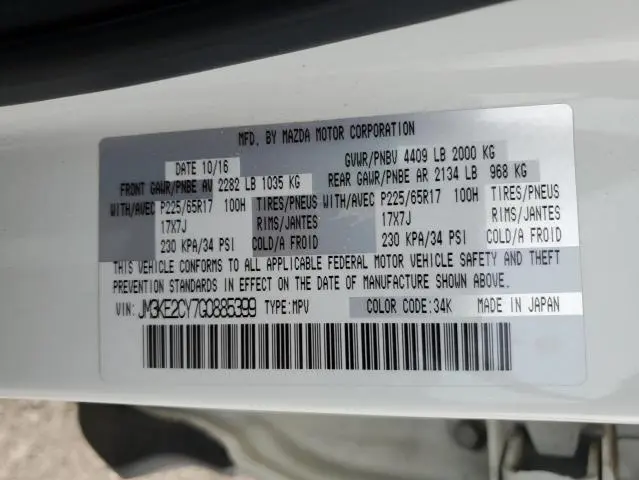 MFD. BY MAZDA MOTOR CORPORATION
DATE 10/16 GVWR/PNBV 4409 LB 2000 KG
FRONT GAWR/PNBE AV 2282 LB 1035 KG REAR GAWR/PNBE AR 2134 LB 968 KG
WITH/AVEC P225/65R17 100H TIRES/PNEUS WITH/AVEC P225/65R17 100H TIRES/PNEUS
17X7J RIMS/JANTES 17X7J RIMS/JANTES
230 KPA/34 PSI COLD/A FROID 230 KPA/34 PSI COLD/A FROID
THIS VEHICLE CONFORMS TO ALL APPLICABLE FEDERAL MOTOR VEHICLE SAFETY AND THEFT
PREVENTION STANDARDS IN EFFECT ON THE DATE OF MANUFACTURE SHOWN ABOVE.
VIN: JM3KE2CY7G0885399 TYPE: MPV COLOR CODE: 34K MADE IN JAPAN